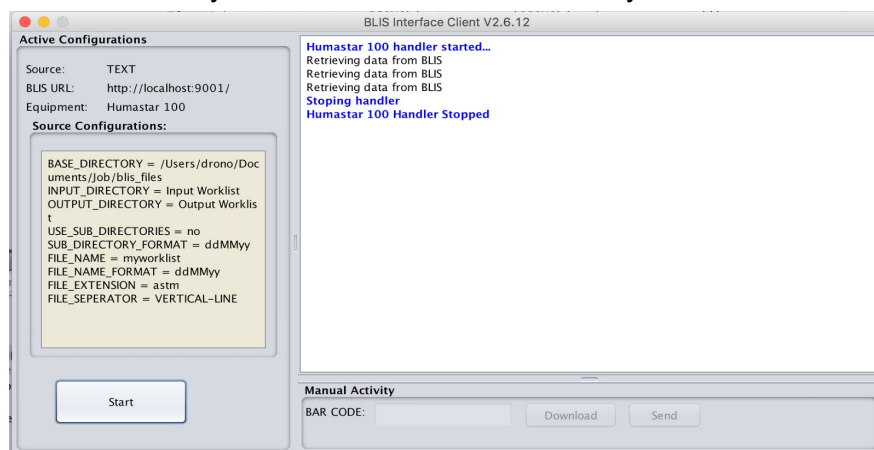 BLIS Interface Client V2.6.12
Active Configurations
Source: TEXT
BLIS URL: http://localhost:9001/
Equipment: Humastar 100
Source Configurations:
BASE_DIRECTORY = /Users/drono/Doc
uments/Job/blis_files
INPUT_DIRECTORY = Input Worklist
OUTPUT_DIRECTORY = Output Worklis
t
USE_SUB_DIRECTORIES = no
SUB_DIRECTORY_FORMAT = ddMMyy
FILE_NAME = myworklist
FILE_NAME_FORMAT = ddMMyy
FILE_EXTENSION = astm
FILE_SEPERATOR = VERTICAL-LINE
Start
Humastar 100 handler started...
Retrieving data from BLIS
Retrieving data from BLIS
Retrieving data from BLIS
Stoping handler
Humastar 100 Handler Stopped
Manual Activity
BAR CODE:
Download
Send